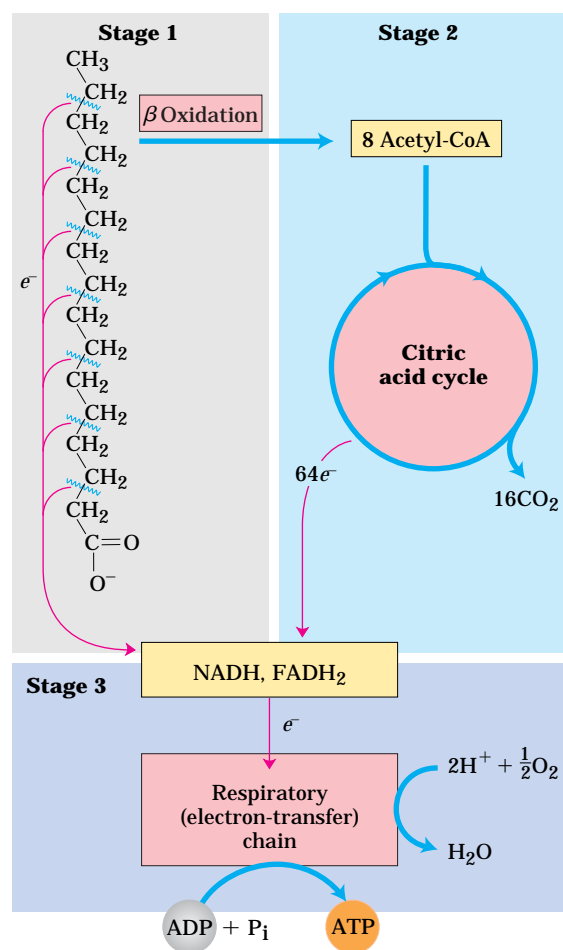 Stage 1
CH₃
CH₂
CH₂
CH₂
CH₂
CH₂
CH₂
CH₂
CH₂
CH₂
CH₂
CH₂
CH₂
CH₂
CH₂
C=O
O⁻
e⁻
β Oxidation
Stage 2
8 Acetyl-CoA
Citric
acid cycle
64e⁻
16CO₂
NADH, FADH₂
Stage 3
e⁻
Respiratory
(electron-transfer)
chain
2H⁺ + ½O₂
H₂O
ADP + Pi
ATP